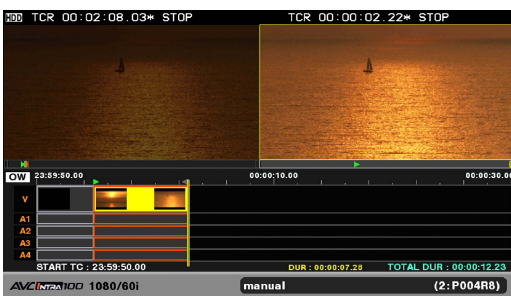 HDD TCR 00:02:08.03* STOP TCR 00:00:02.22* STOP
OW 23:59:50.00 00:00:10.00 00:00:30.0
V
A1
A2
A3
A4
START TC : 23:59:50.00 DUR : 00:00:07.28 TOTAL DUR : 00:00:12.23
AVC INTRA 100 1080/60i manual (2:P004R8)